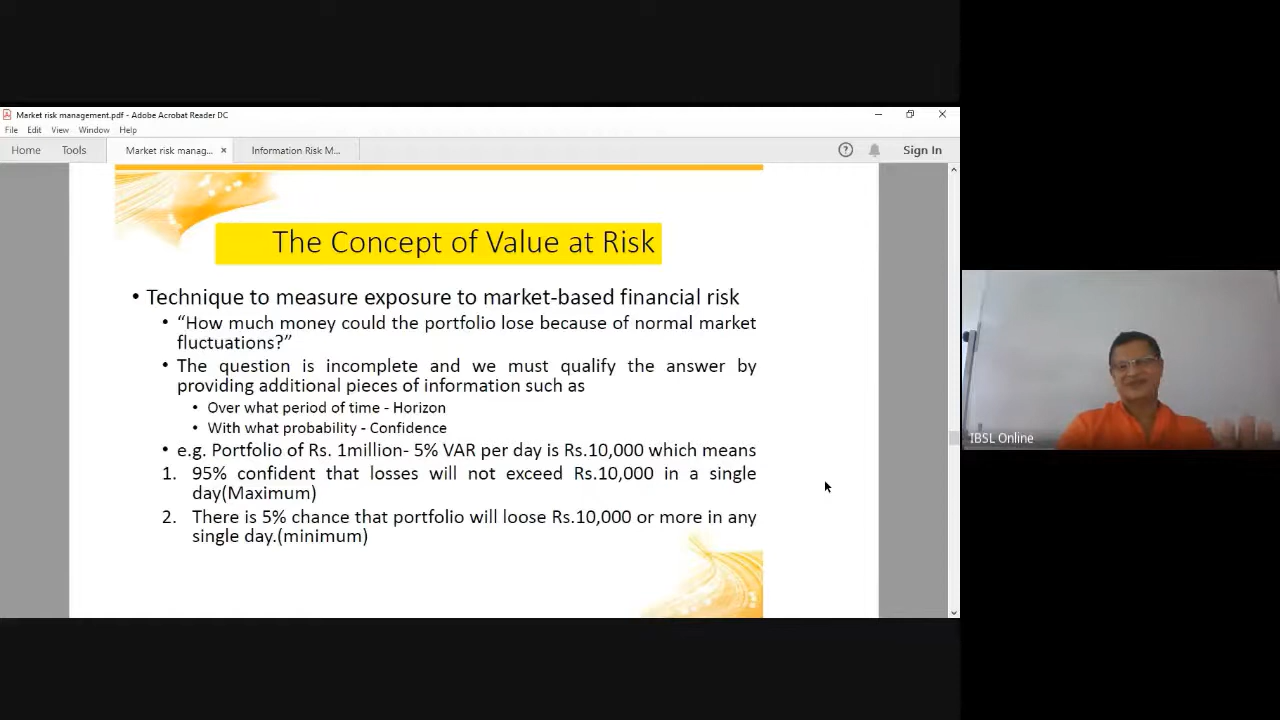 Market risk management.pdf - Adobe Acrobat Reader DC
File Edit View Window Help
Home Tools Market risk manag... × Information Risk M... Sign In
The Concept of Value at Risk
• Technique to measure exposure to market-based financial risk
• “How much money could the portfolio lose because of normal market
fluctuations?”
• The question is incomplete and we must qualify the answer by
providing additional pieces of information such as
• Over what period of time - Horizon
• With what probability - Confidence
• e.g. Portfolio of Rs. 1million- 5% VAR per day is Rs.10,000 which means
1. 95% confident that losses will not exceed Rs.10,000 in a single
day(Maximum)
2. There is 5% chance that portfolio will loose Rs.10,000 or more in any
single day.(minimum)
IBSL Online